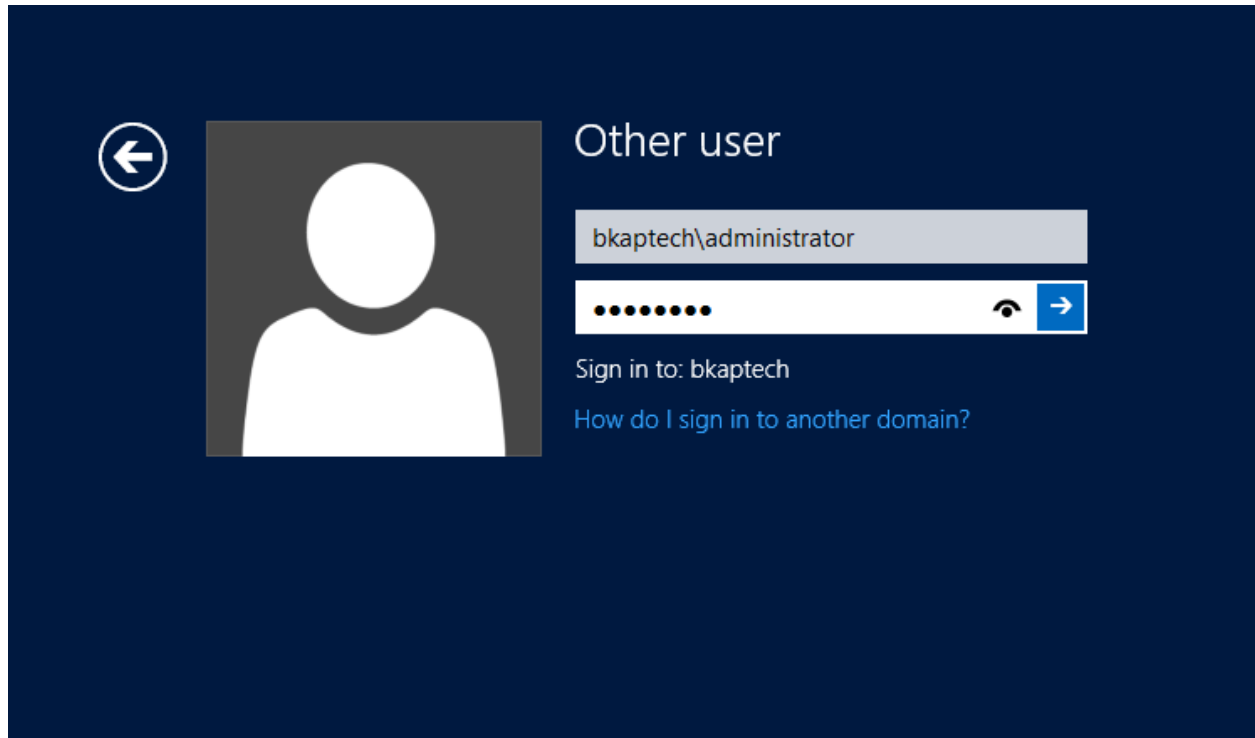 Other user
bkaptech\administrator
••••••••
Sign in to: bkaptech
How do I sign in to another domain?